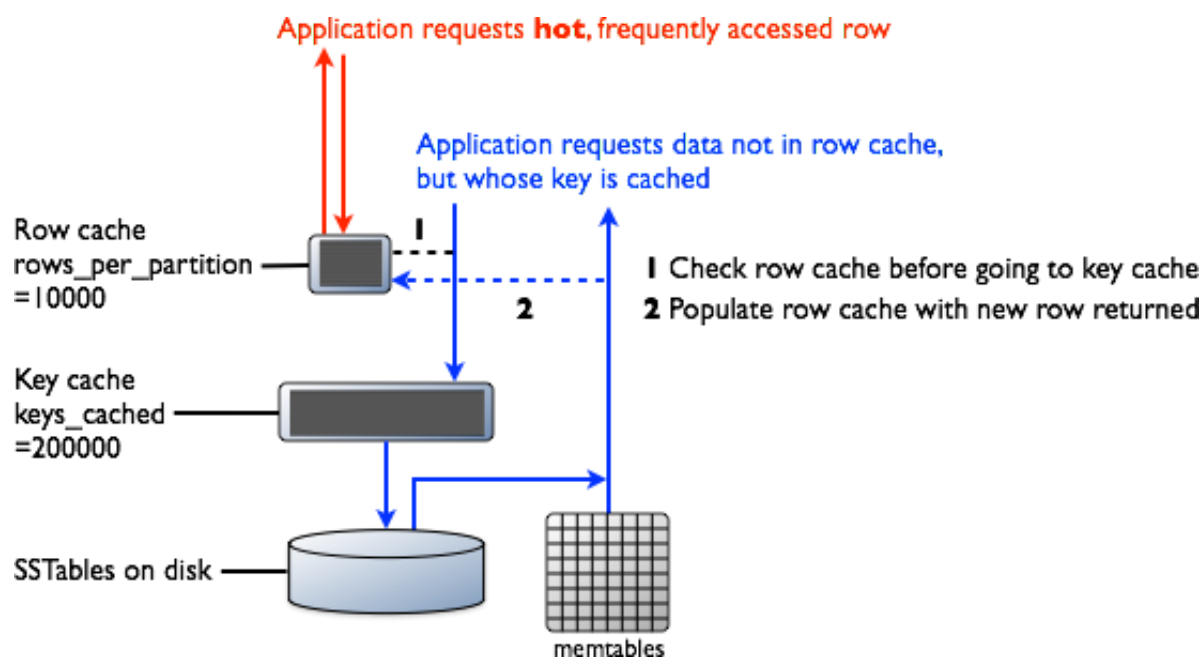 Application requests hot, frequently accessed row
Application requests data not in row cache,
but whose key is cached
Row cache
rows_per_partition
=10000
1
2
1 Check row cache before going to key cache
2 Populate row cache with new row returned
Key cache
keys_cached
=200000
SSTables on disk
memtables